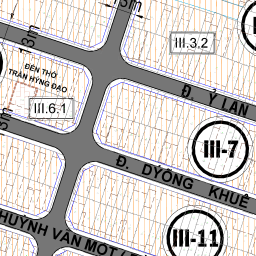 III.3.2
13m
ĐỀN THỜ
TRẦN HƯNG ĐẠO
III.6.1
Đ. Ỷ LAN
III-7
Đ. DƯƠNG KHUÊ
HUỲNH VĂN MỘT
III-11